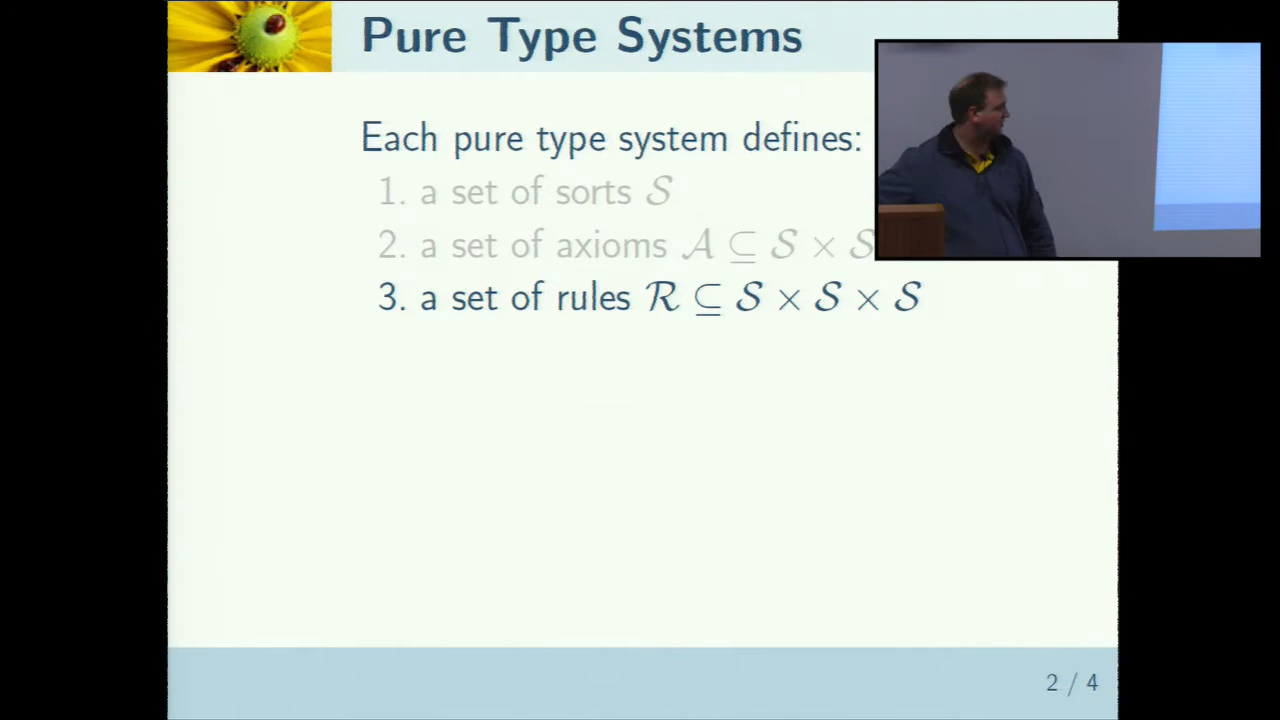 Pure Type Systems
Each pure type system defines:
1. a set of sorts 𝒮
2. a set of axioms 𝒜 ⊆ 𝒮 × 𝒮
3. a set of rules ℛ ⊆ 𝒮 × 𝒮 × 𝒮
2 / 4